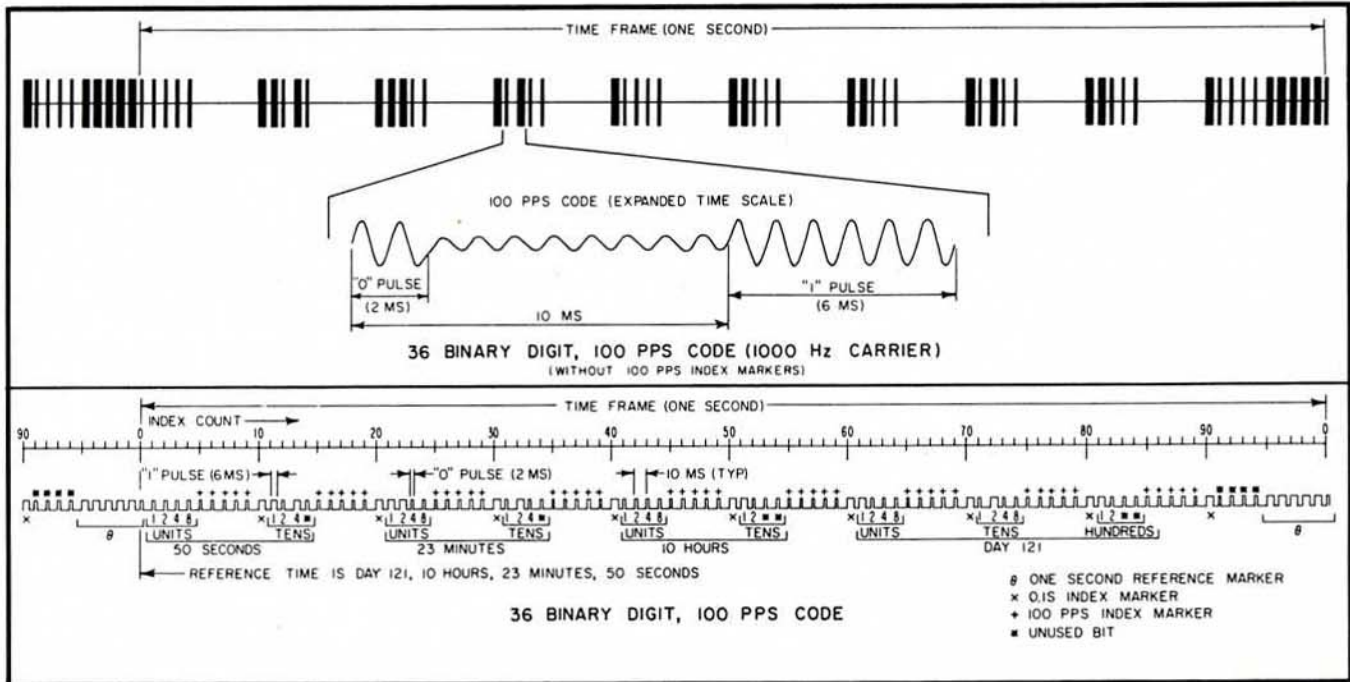 TIME FRAME (ONE SECOND)
100 PPS CODE (EXPANDED TIME SCALE)
"0" PULSE
(2 MS)
"1" PULSE
(6 MS)
10 MS
36 BINARY DIGIT, 100 PPS CODE (1000 Hz CARRIER)
(WITHOUT 100 PPS INDEX MARKERS)
TIME FRAME (ONE SECOND)
INDEX COUNT
90 0 10 20 30 40 50 60 70 80 90 0
"1" PULSE (6MS) "0" PULSE (2 MS) 10 MS (TYP)
■ ■ ■ ■ + + + + + + + + + + + + + + + + + + + + + + + + + + + + + + + + + + + + + + + + + + + + + ■ ■ ■ ■
× 1 2 4 8 × 1 2 4 ■ × 1 2 4 8 × 1 2 4 ■ × 1 2 4 8 × 1 2 ■ ■ × 1 2 4 8 × 1 2 4 8 × 1 2 ■ ■ ×
θ UNITS TENS UNITS TENS UNITS TENS UNITS TENS HUNDREDS θ
50 SECONDS 23 MINUTES 10 HOURS DAY 121
REFERENCE TIME IS DAY 121, 10 HOURS, 23 MINUTES, 50 SECONDS
36 BINARY DIGIT, 100 PPS CODE
θ ONE SECOND REFERENCE MARKER
× 0.1S INDEX MARKER
+ 100 PPS INDEX MARKER
■ UNUSED BIT